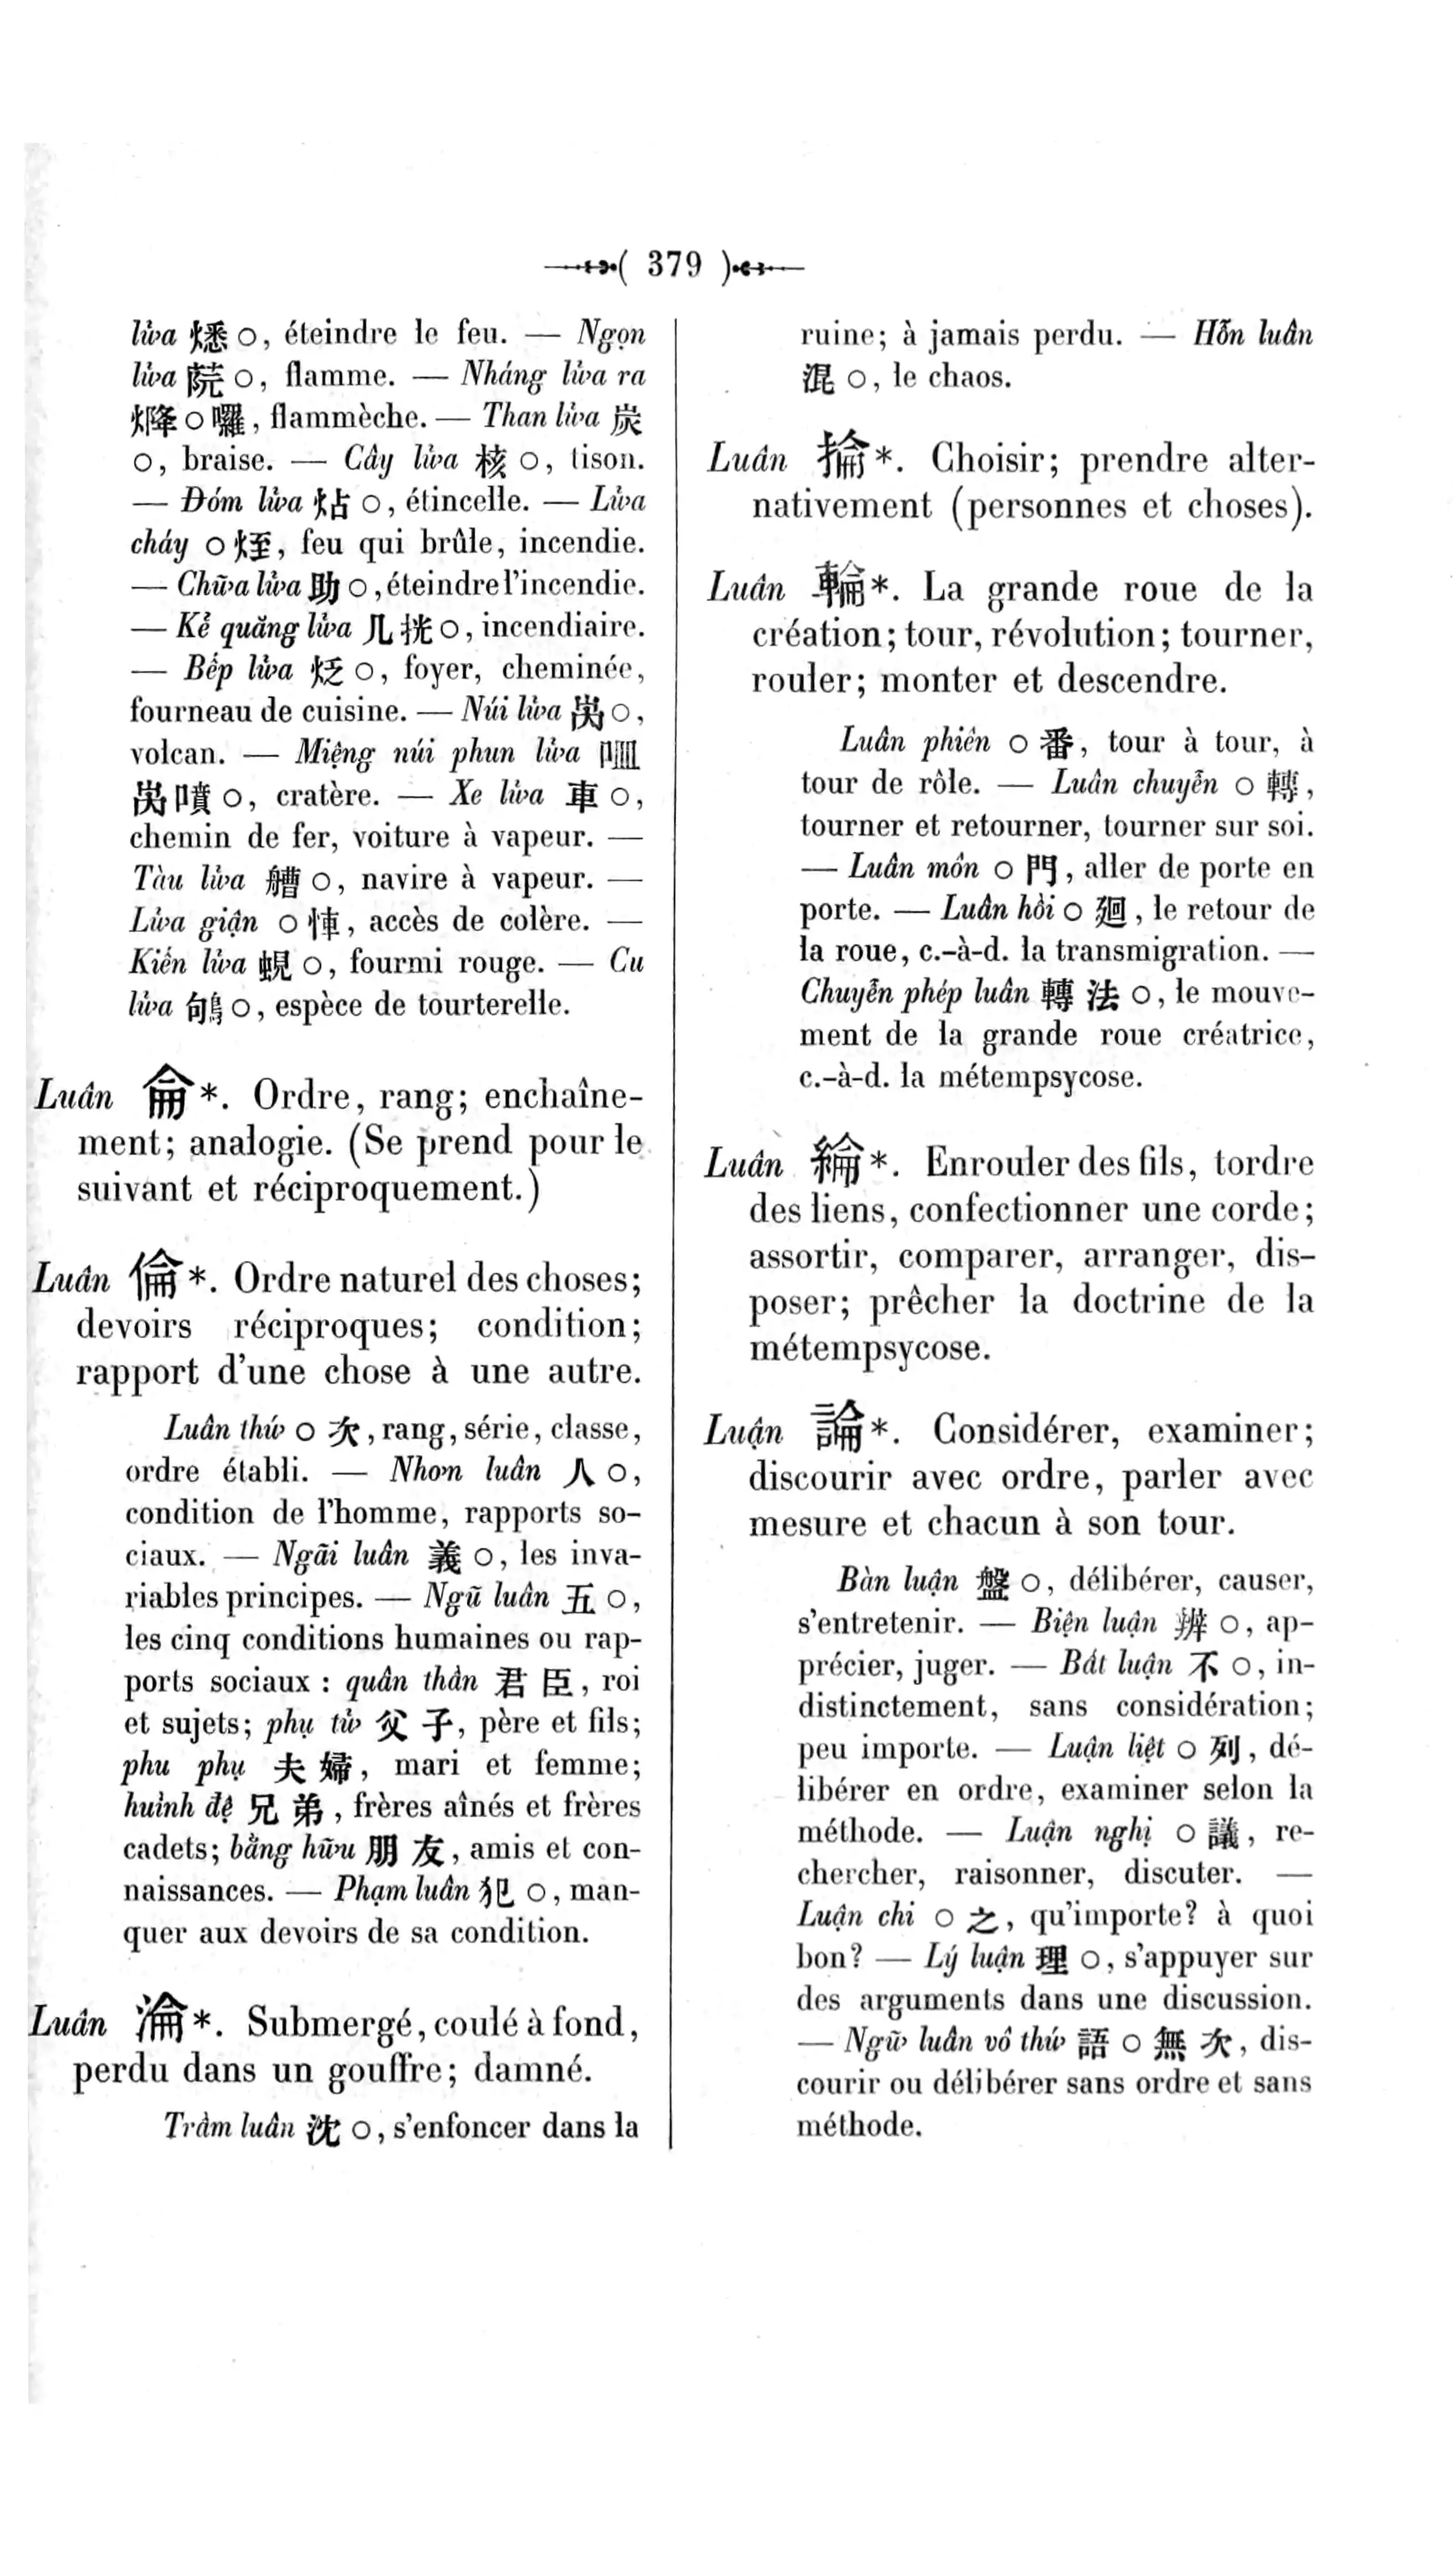 ( 379 )
lửa 𤉓 ○, éteindre le feu. — Ngọn
lửa ○, flamme. — Nháng lửa ra
○ 囉, flammèche. — Than lửa 炭
○, braise. — Cây lửa 核 ○, tison.
— Đóm lửa 炶 ○, étincelle. — Lửa
cháy ○ 烴, feu qui brûle, incendie.
— Chữa lửa 助 ○, éteindre l'incendie.
— Kẻ quăng lửa 几 挄 ○, incendiaire.
— Bếp lửa 炃 ○, foyer, cheminée,
fourneau de cuisine. — Núi lửa ○,
volcan. — Miệng núi phun lửa
噴 ○, cratère. — Xe lửa 車 ○,
chemin de fer, voiture à vapeur. —
Tàu lửa 艚 ○, navire à vapeur. —
Lửa giận ○, accès de colère. —
Kiến lửa 蜆 ○, fourmi rouge. — Cu
lửa ○, espèce de tourterelle.
Luân 侖*. Ordre, rang; enchaîne-
ment; analogie. (Se prend pour le
suivant et réciproquement.)
Luân 倫*. Ordre naturel des choses;
devoirs réciproques; condition;
rapport d'une chose à une autre.
Luân thứ ○ 次, rang, série, classe,
ordre établi. — Nhơn luân 人 ○,
condition de l'homme, rapports so-
ciaux. — Ngãi luân 義 ○, les inva-
riables principes. — Ngũ luân 五 ○,
les cinq conditions humaines ou rap-
ports sociaux : quân thần 君 臣, roi
et sujets; phụ tử 父 子, père et fils;
phu phụ 夫 婦, mari et femme;
huình đệ 兄 弟, frères aînés et frères
cadets; bằng hữu 朋 友, amis et con-
naissances. — Phạm luân 犯 ○, man-
quer aux devoirs de sa condition.
Luân 淪*. Submergé, coulé à fond,
perdu dans un gouffre; damné.
Trầm luân 沈 ○, s'enfoncer dans la
ruine; à jamais perdu. — Hỗn luân
混 ○, le chaos.
Luân 掄*. Choisir; prendre alter-
nativement (personnes et choses).
Luân 輪*. La grande roue de la
création; tour, révolution; tourner,
rouler; monter et descendre.
Luân phiên ○ 番, tour à tour, à
tour de rôle. — Luân chuyển ○ 轉,
tourner et retourner, tourner sur soi.
— Luân môn ○ 門, aller de porte en
porte. — Luân hồi ○ 廻, le retour de
la roue, c.-à-d. la transmigration. —
Chuyển phép luân 轉 法 ○, le mouve-
ment de la grande roue créatrice,
c.-à-d. la métempsycose.
Luân 綸*. Enrouler des fils, tordre
des liens, confectionner une corde;
assortir, comparer, arranger, dis-
poser; prêcher la doctrine de la
métempsycose.
Luận 論*. Considérer, examiner;
discourir avec ordre, parler avec
mesure et chacun à son tour.
Bàn luận 盤 ○, délibérer, causer,
s'entretenir. — Biện luận 辨 ○, ap-
précier, juger. — Bất luận 不 ○, in-
distinctement, sans considération;
peu importe. — Luận liệt ○ 列, dé-
libérer en ordre, examiner selon la
méthode. — Luận nghị ○ 議, re-
chercher, raisonner, discuter. —
Luận chi ○ 之, qu'importe? à quoi
bon? — Lý luận 理 ○, s'appuyer sur
des arguments dans une discussion.
— Ngữ luân vô thứ 語 ○ 無 次, dis-
courir ou délibérer sans ordre et sans
méthode.